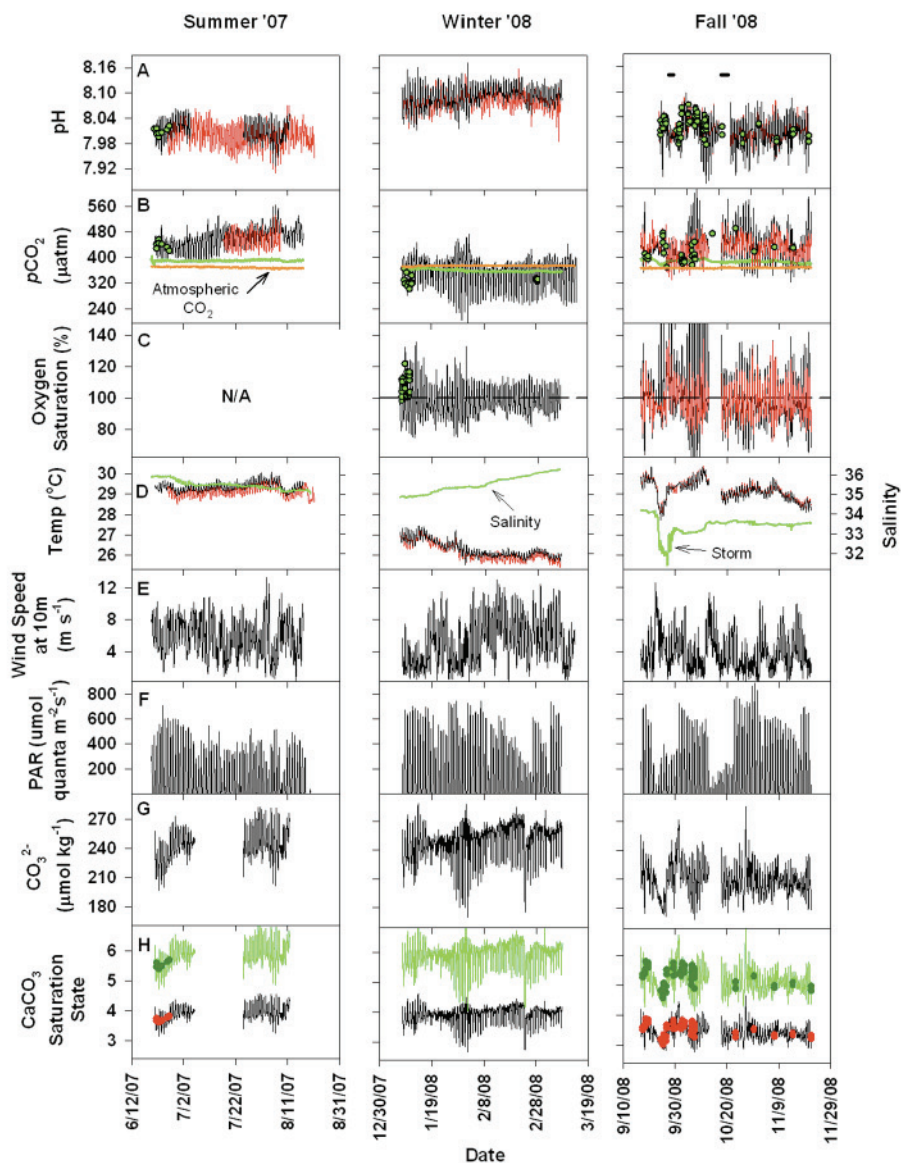 Summer '07 Winter '08 Fall '08
A
pH
8.16
8.10
8.04
7.98
7.92
B
pCO2
(µatm)
560
480
400
320
240
Atmospheric
CO2
C
Oxygen
Saturation (%)
120
100
80
N/A
D
Temp (°C)
30
29
28
27
26
Salinity
Storm
36
35
34
33
32
Salinity
E
Wind Speed
at 10m
(m s-1)
12
8
4
F
PAR (umol
quanta m-2s-1)
800
600
400
200
G
CO3 2-
(µmol kg-1)
270
240
210
180
H
CaCO3
Saturation
State
6
5
4
3
6/12/07 7/2/07 7/22/07 8/11/07 8/31/07
12/30/07 1/19/08 2/8/08 2/28/08 3/19/08
9/10/08 9/30/08 10/20/08 11/9/08 11/29/08
Date